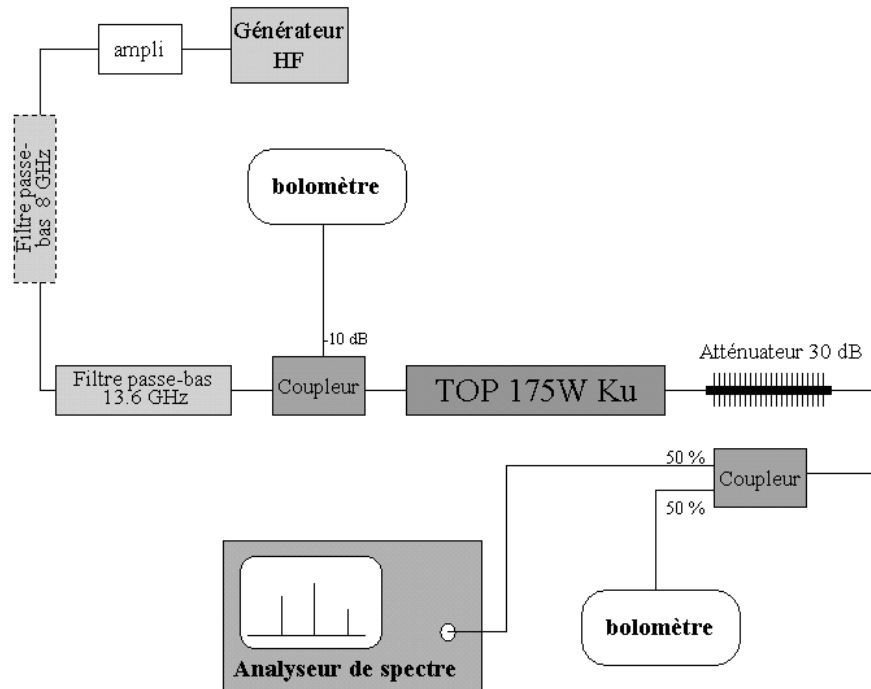 Générateur
HF
ampli
Filtre passe-
bas 8 GHz
bolomètre
-10 dB
Atténuateur 30 dB
Filtre passe-bas
13.6 GHz
Coupleur
TOP 175W Ku
50 %
Coupleur
50 %
bolomètre
Analyseur de spectre